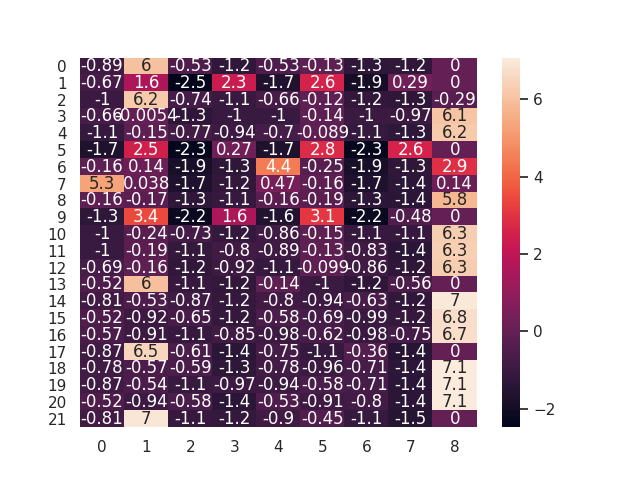 0 -0.89 6 -0.53 -1.2 -0.53 -0.13 -1.3 -1.2 0
1 -0.67 1.6 -2.5 2.3 -1.7 2.6 -1.9 0.29 0
2 -1 6.2 -0.74 -1.1 -0.66 -0.12 -1.2 -1.3 -0.29
3 -0.66 0.0054 -1.3 -1 -1 -0.14 -1 -0.97 6.1
4 -1.1 -0.15 -0.77 -0.94 -0.7 -0.089 -1.1 -1.3 6.2
5 -1.7 2.5 -2.3 0.27 -1.7 2.8 -2.3 2.6 0
6 -0.16 0.14 -1.9 -1.3 4.4 -0.25 -1.9 -1.3 2.9
7 5.3 0.038 -1.7 -1.2 0.47 -0.16 -1.7 -1.4 0.14
8 -0.16 -0.17 -1.3 -1.1 -0.16 -0.19 -1.3 -1.4 5.8
9 -1.3 3.4 -2.2 1.6 -1.6 3.1 -2.2 -0.48 0
10 -1 -0.24 -0.73 -1.2 -0.86 -0.15 -1.1 -1.1 6.3
11 -1 -0.19 -1.1 -0.8 -0.89 -0.13 -0.83 -1.4 6.3
12 -0.69 -0.16 -1.2 -0.92 -1.1 -0.099 -0.86 -1.2 6.3
13 -0.52 6 -1.1 -1.2 -0.14 -1 -1.2 -0.56 0
14 -0.81 -0.53 -0.87 -1.2 -0.8 -0.94 -0.63 -1.2 7
15 -0.52 -0.92 -0.65 -1.2 -0.58 -0.69 -0.99 -1.2 6.8
16 -0.57 -0.91 -1.1 -0.85 -0.98 -0.62 -0.98 -0.75 6.7
17 -0.87 6.5 -0.61 -1.4 -0.75 -1.1 -0.36 -1.4 0
18 -0.78 -0.57 -0.59 -1.3 -0.78 -0.96 -0.71 -1.4 7.1
19 -0.87 -0.54 -1.1 -0.97 -0.94 -0.58 -0.71 -1.4 7.1
20 -0.52 -0.94 -0.58 -1.4 -0.53 -0.91 -0.8 -1.4 7.1
21 -0.81 7 -1.1 -1.2 -0.9 -0.45 -1.1 -1.5 0
0 1 2 3 4 5 6 7 8
6
4
2
0
−2